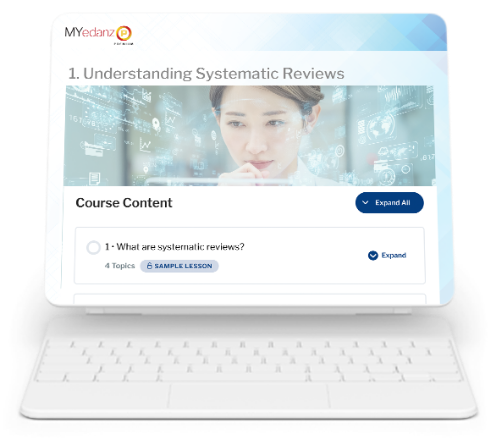 MYedanz
PREMIUM
1. Understanding Systematic Reviews
Course Content
Expand All
1 - What are systematic reviews?
Expand
4 Topics
SAMPLE LESSON